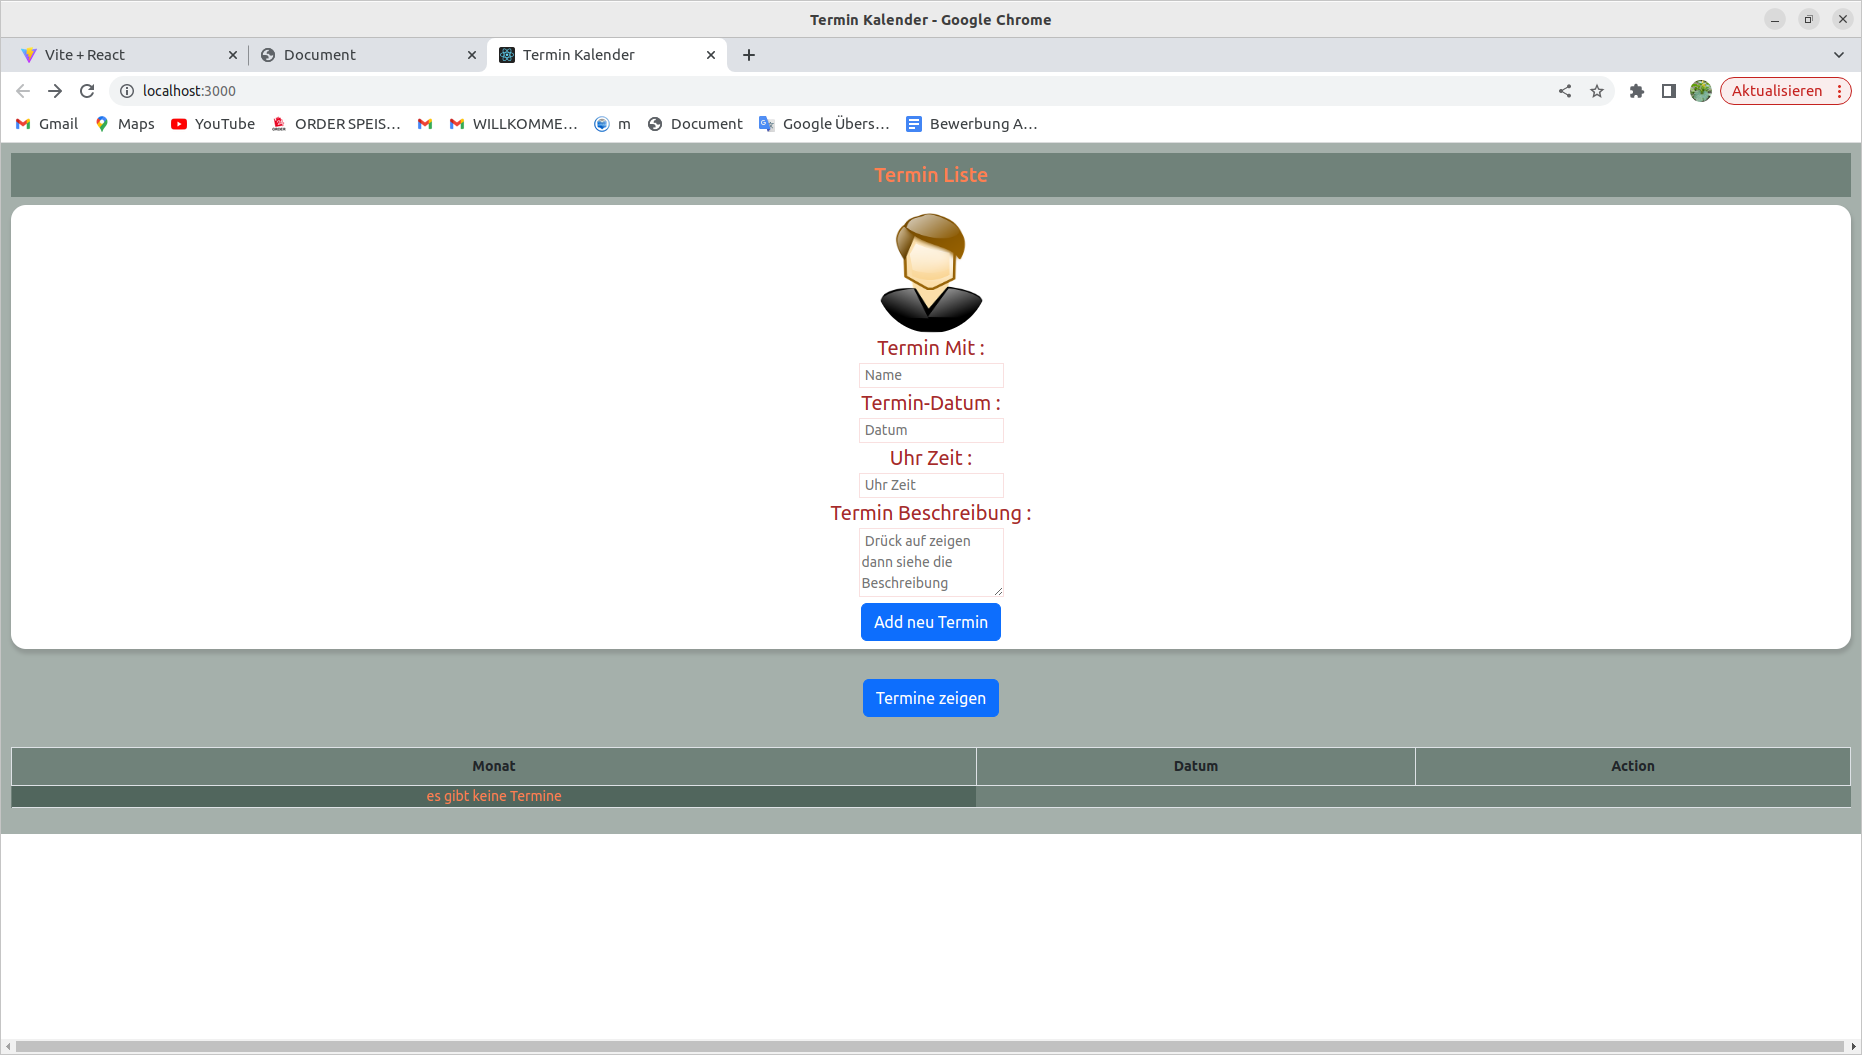 Termin Kalender - Google Chrome
Vite + React
Document
Termin Kalender
localhost:3000
Aktualisieren
Gmail
Maps
YouTube
ORDER SPEIS...
WILLKOMME...
m
Document
Google Übers...
Bewerbung A...
Termin Liste
Termin Mit :
Name
Termin-Datum :
Datum
Uhr Zeit :
Uhr Zeit
Termin Beschreibung :
Drück auf zeigen
dann siehe die
Beschreibung
Add neu Termin
Termine zeigen
Monat Datum Action
es gibt keine Termine